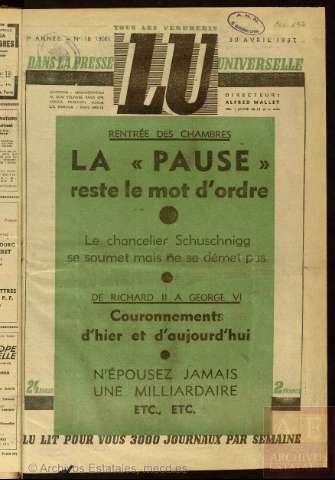 TOUS LES VENDREDIS
30 AVRIL 1937
DANS LA PRESSE
LU
UNIVERSELLE
DIRECTEUR:
ALFRED MALLET
RENTRÉE DES CHAMBRES
LA « PAUSE »
reste le mot d'ordre
Le chancelier Schuschnigg
se soumet mais ne se démet pas
DE RICHARD II A GEORGE VI
Couronnements
d'hier et d'aujourd'hui
N'ÉPOUSEZ JAMAIS
UNE MILLIARDAIRE
ETC., ETC.
24
2
LU LIT POUR VOUS 3000 JOURNAUX PAR SEMAINE
© Archivos Estatales, mecd.es